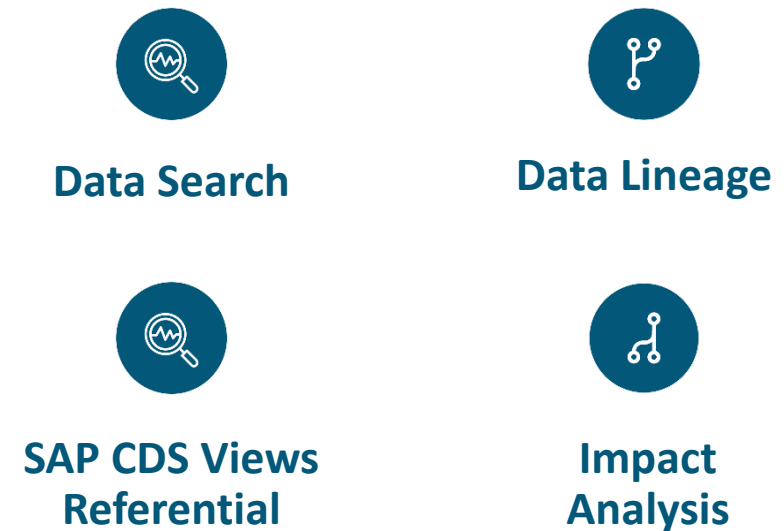 Data Search
Data Lineage
SAP CDS Views
Referential
Impact
Analysis